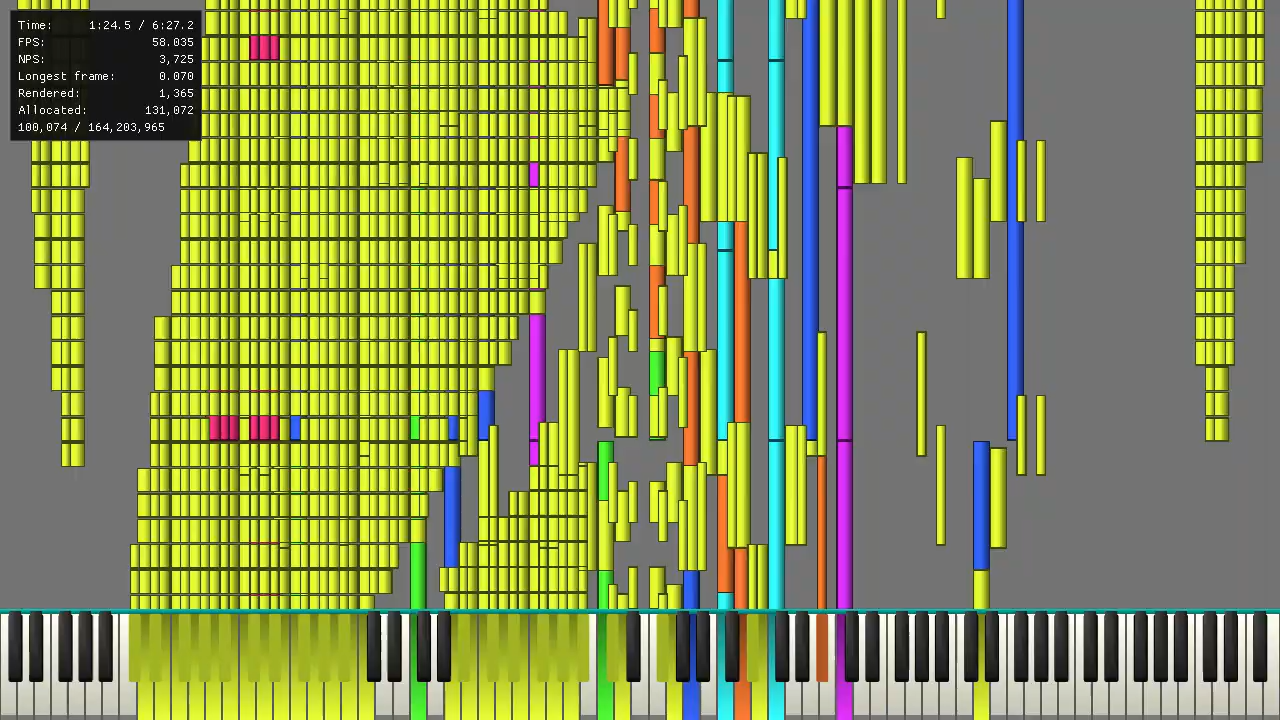 Time: 1:24.5 / 6:27.2
FPS: 58.035
NPS: 3,725
Longest frame: 0.070
Rendered: 1,365
Allocated: 131,072
100,074 / 164,203,965